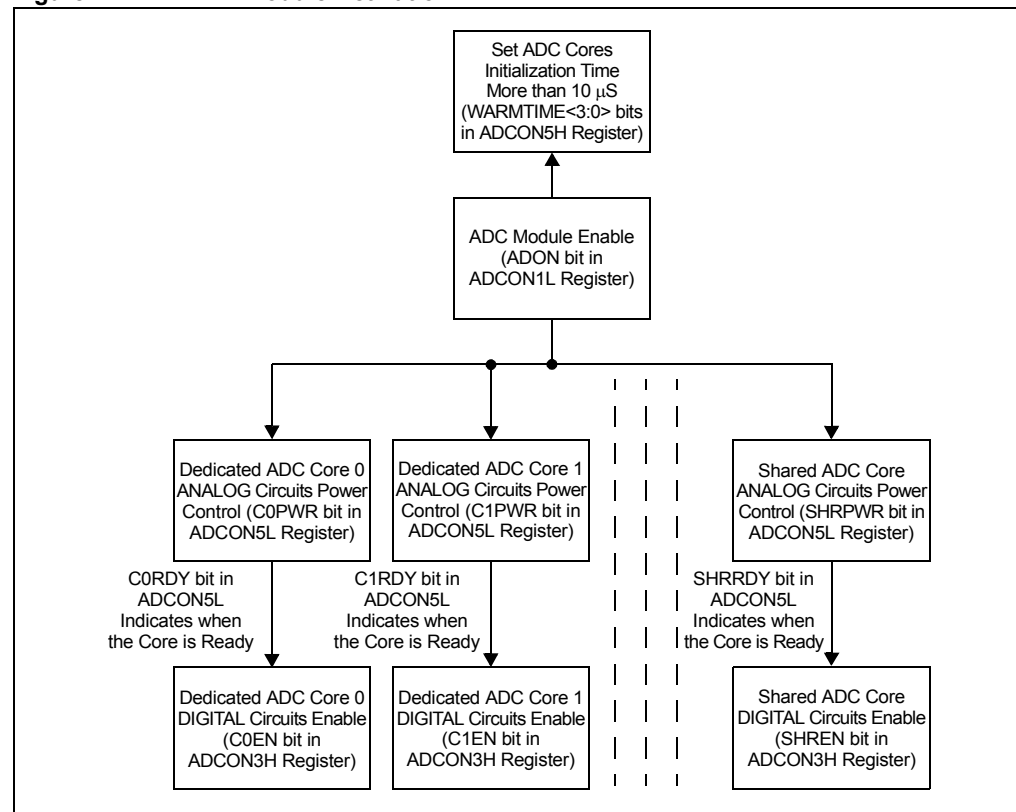 Set ADC Cores
Initialization Time
More than 10 μS
(WARMTIME<3:0> bits
in ADCON5H Register)
ADC Module Enable
(ADON bit in
ADCON1L Register)
Dedicated ADC Core 0
ANALOG Circuits Power
Control (C0PWR bit in
ADCON5L Register)
Dedicated ADC Core 1
ANALOG Circuits Power
Control (C1PWR bit in
ADCON5L Register)
Shared ADC Core
ANALOG Circuits Power
Control (SHRPWR bit in
ADCON5L Register)
C0RDY bit in
ADCON5L
Indicates when
the Core is Ready
C1RDY bit in
ADCON5L
Indicates when
the Core is Ready
SHRRDY bit in
ADCON5L
Indicates when
the Core is Ready
Dedicated ADC Core 0
DIGITAL Circuits Enable
(C0EN bit in
ADCON3H Register)
Dedicated ADC Core 1
DIGITAL Circuits Enable
(C1EN bit in
ADCON3H Register)
Shared ADC Core
DIGITAL Circuits Enable
(SHREN bit in
ADCON3H Register)